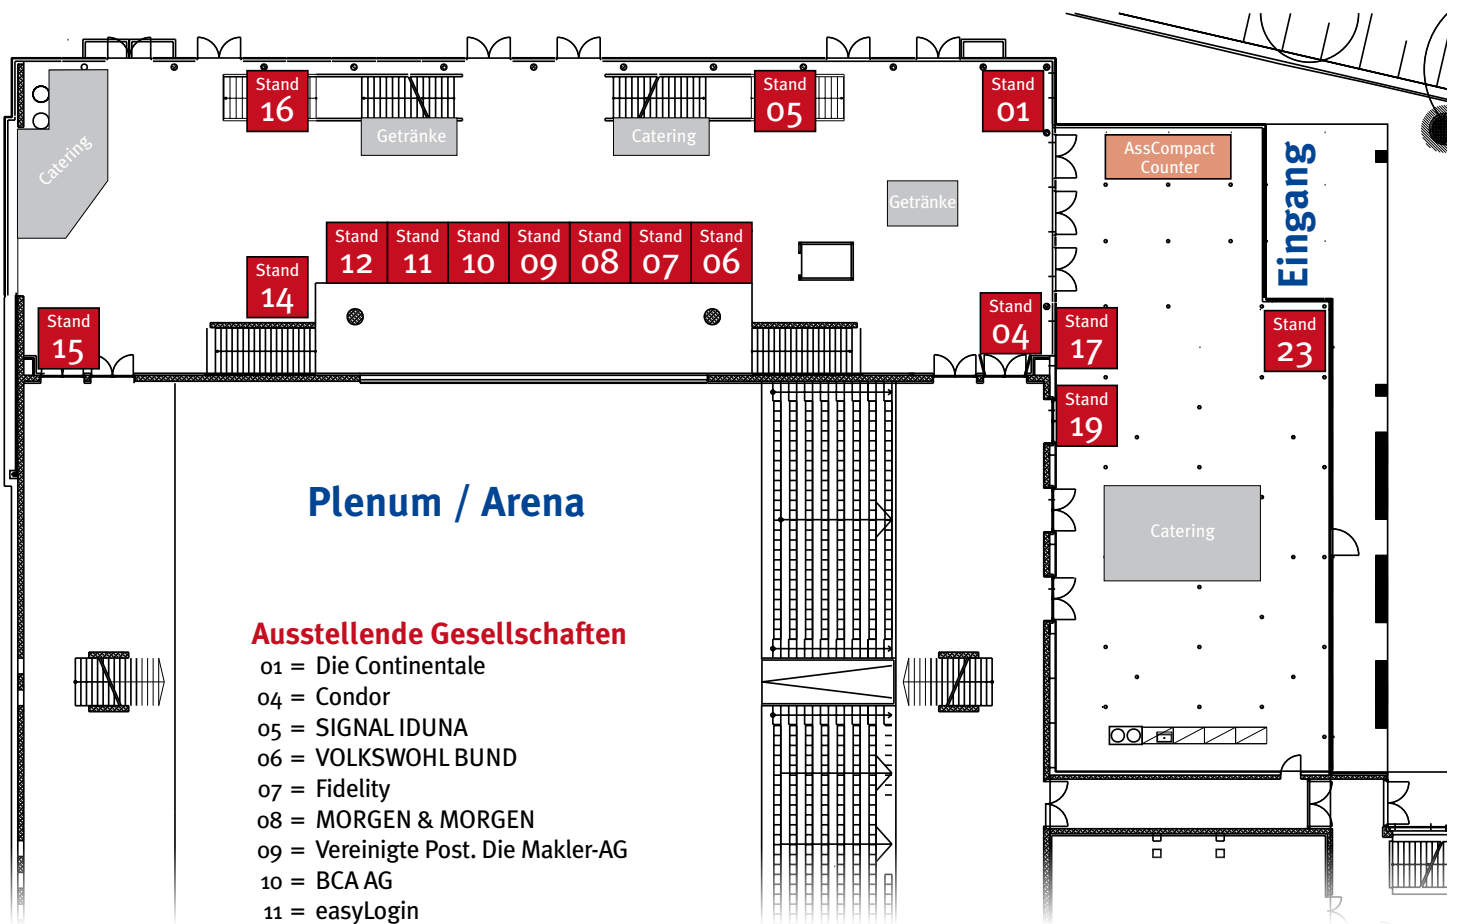 Stand
16
Stand
05
Stand
01
Getränke
Catering
AssCompact
Counter
Catering
Eingang
Getränke
Stand
12
Stand
11
Stand
10
Stand
09
Stand
08
Stand
07
Stand
06
Stand
14
Stand
04
Stand
15
Stand
17
Stand
23
Stand
19
Plenum / Arena
Catering
Ausstellende Gesellschaften
01 = Die Continentale
04 = Condor
05 = SIGNAL IDUNA
06 = VOLKSWOHL BUND
07 = Fidelity
08 = MORGEN & MORGEN
09 = Vereinigte Post. Die Makler-AG
10 = BCA AG
11 = easyLogin